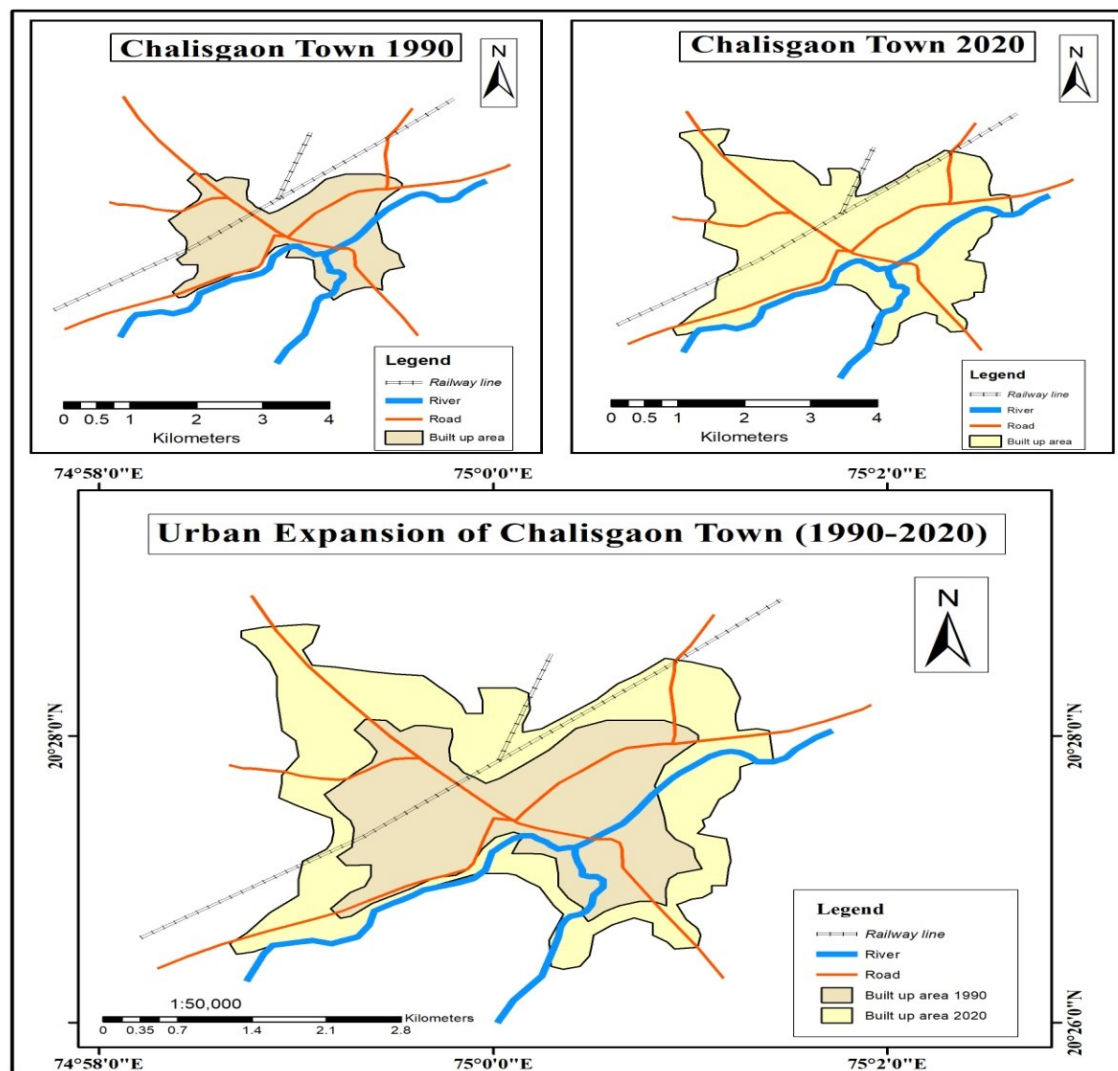 Chalisgaon Town 1990
N
Legend
Railway line
River
Road
Built up area
0 0.5 1 2 3 4
Kilometers
Chalisgaon Town 2020
N
Legend
Railway line
River
Road
Built up area
0 0.5 1 2 3 4
Kilometers
74°58'0"E 75°0'0"E 75°2'0"E
Urban Expansion of Chalisgaon Town (1990-2020)
N
20°28'0"N 20°28'0"N
Legend
Railway line
River
Road
Built up area 1990
Built up area 2020
1:50,000
Kilometers
0 0.35 0.7 1.4 2.1 2.8
20°26'0"N 20°26'0"N
74°58'0"E 75°0'0"E 75°2'0"E